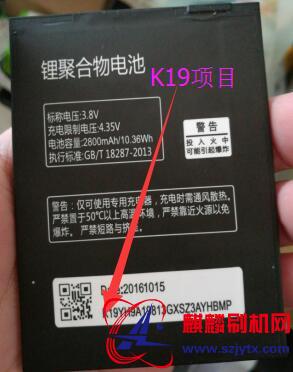 锂聚合物电池
K19项目
标称电压:3.8V
充电限制电压:4.35V
电池容量:2800mAh/10.36Wh
执行标准:GB/T 18287-2013
警告
投入火中
可能引起爆炸
警告:仅可使用专用充电器,充电时需通风散热。
严禁置于50℃以上高温环境,严禁靠近火源以免
爆炸。禁止短路与挤压。
Date:20161015
K19YH9A19813GXSZ3AYHBMP
麒麟刷机网
www.szjytx.com